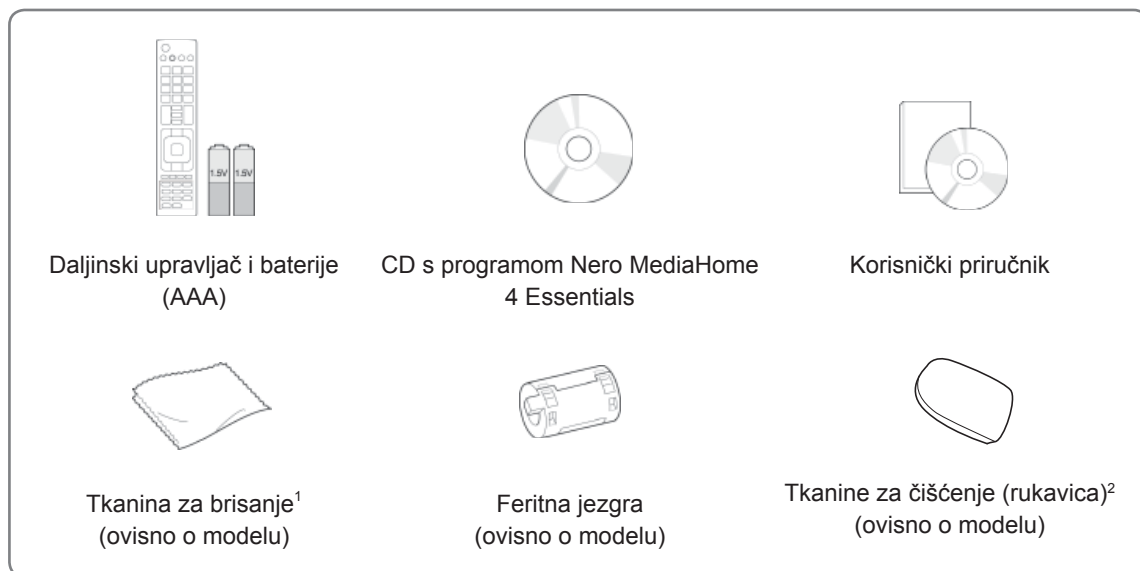 1.5V 1.5V
Daljinski upravljač i baterije
(AAA)
CD s programom Nero MediaHome
4 Essentials
Korisnički priručnik
Tkanina za brisanje¹
(ovisno o modelu)
Feritna jezgra
(ovisno o modelu)
Tkanine za čišćenje (rukavica)²
(ovisno o modelu)